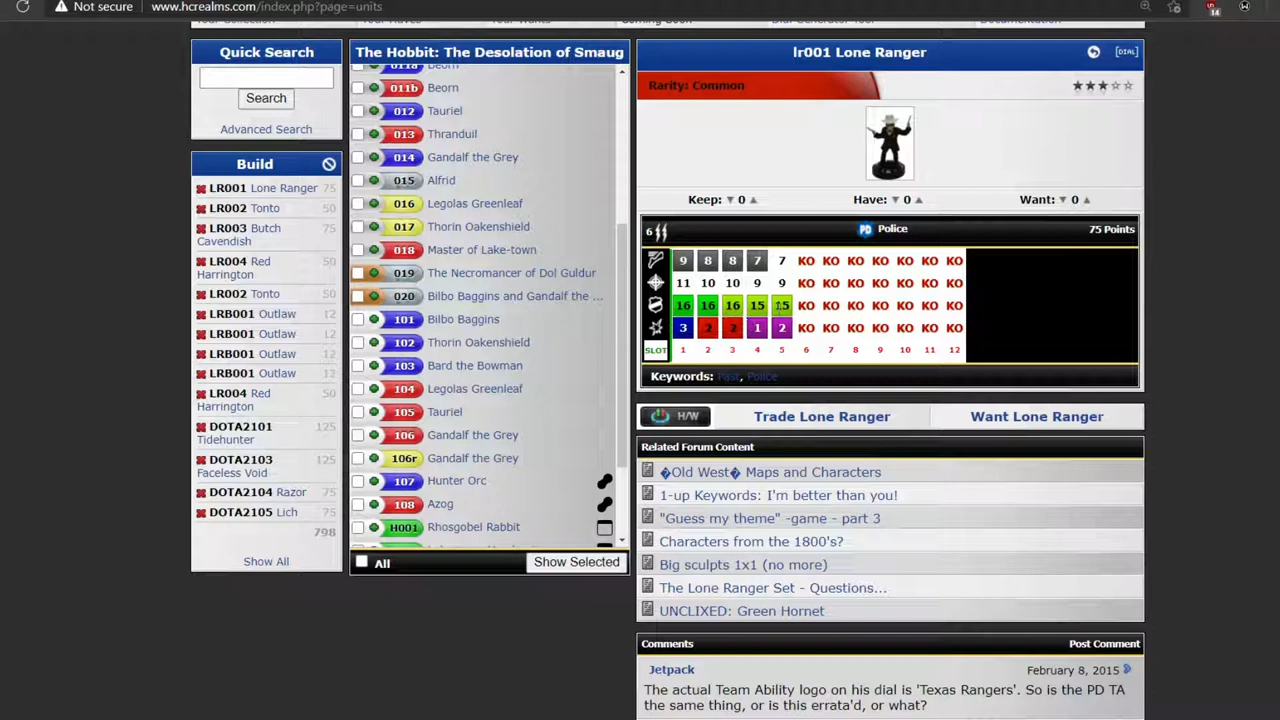 Not secure www.hcrealms.com/index.php?page=units
14
Quick Search
Search
Advanced Search
Build
LR001 Lone Ranger 75
LR002 Tonto 50
LR003 Butch 75
Cavendish
LR004 Red 50
Harrington
LR002 Tonto 50
LRB001 Outlaw 12
LRB001 Outlaw 12
LRB001 Outlaw 12
LRB001 Outlaw 12
LR004 Red 50
Harrington
DOTA2101 125
Tidehunter
DOTA2103 125
Faceless Void
DOTA2104 Razor 75
DOTA2105 Lich 75
798
Show All
The Hobbit: The Desolation of Smaug
011a Beorn
011b Beorn
012 Tauriel
013 Thranduil
014 Gandalf the Grey
015 Alfrid
016 Legolas Greenleaf
017 Thorin Oakenshield
018 Master of Lake-town
019 The Necromancer of Dol Guldur
020 Bilbo Baggins and Gandalf the ...
101 Bilbo Baggins
102 Thorin Oakenshield
103 Bard the Bowman
104 Legolas Greenleaf
105 Tauriel
106 Gandalf the Grey
106r Gandalf the Grey
107 Hunter Orc
108 Azog
H001 Rhosgobel Rabbit
All Show Selected
lr001 Lone Ranger [DIAL]
Rarity: Common
Keep: 0 Have: 0 Want: 0
6 PD Police 75 Points
9 8 8 7 7 KO KO KO KO KO KO KO
11 10 10 9 9 KO KO KO KO KO KO KO
16 16 16 15 15 KO KO KO KO KO KO KO
3 2 2 1 2 KO KO KO KO KO KO KO
SLOT 1 2 3 4 5 6 7 8 9 10 11 12
Keywords: Past, Police
H/W Trade Lone Ranger Want Lone Ranger
Related Forum Content
�Old West� Maps and Characters
1-up Keywords: I'm better than you!
"Guess my theme" -game - part 3
Characters from the 1800's?
Big sculpts 1x1 (no more)
The Lone Ranger Set - Questions...
UNCLIXED: Green Hornet
Comments Post Comment
Jetpack February 8, 2015
The actual Team Ability logo on his dial is 'Texas Rangers'. So is the PD TA
the same thing, or is this errata'd, or what?